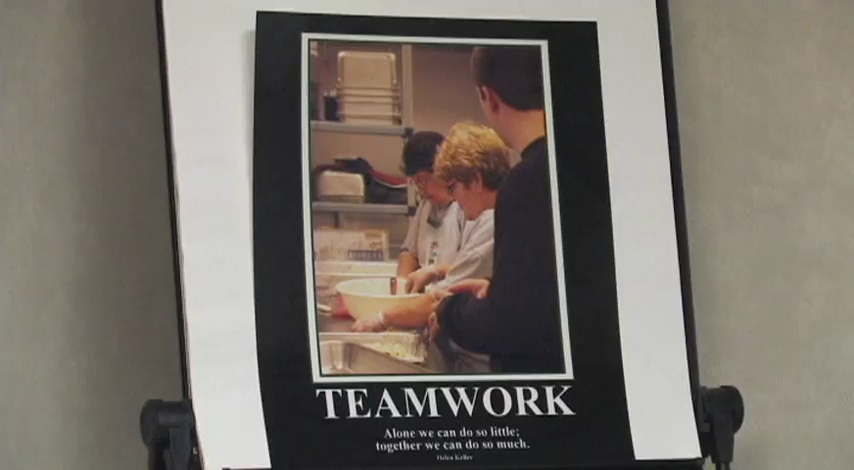 TEAMWORK
Alone we can do so little;
together we can do so much.
Helen Keller